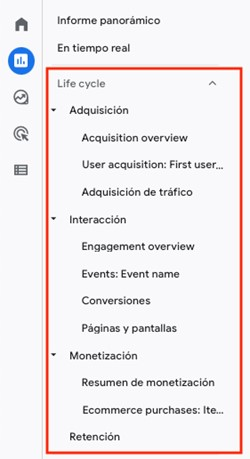 Informe panorámico
En tiempo real
Life cycle
Adquisición
Acquisition overview
User acquisition: First user...
Adquisición de tráfico
Interacción
Engagement overview
Events: Event name
Conversiones
Páginas y pantallas
Monetización
Resumen de monetización
Ecommerce purchases: Ite...
Retención